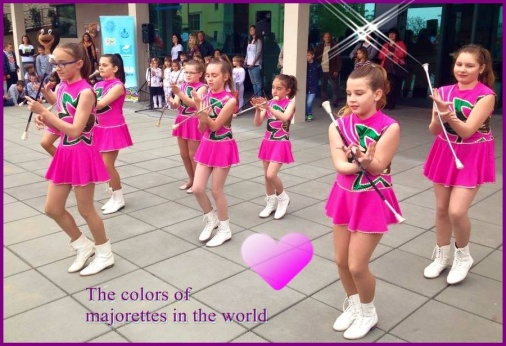 The colors of
majorettes in the world